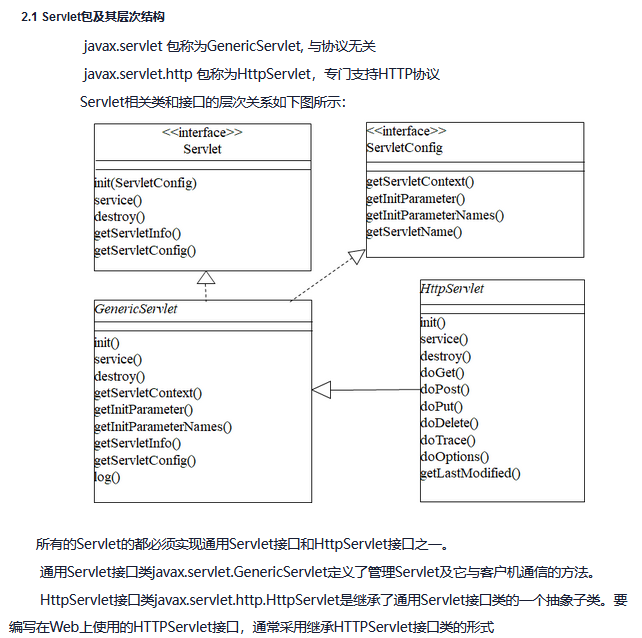 2.1 Servlet包及其层次结构
javax.servlet 包称为GenericServlet, 与协议无关
javax.servlet.http 包称为HttpServlet，专门支持HTTP协议
Servlet相关类和接口的层次关系如下图所示：
<<interface>>
Servlet
init(ServletConfig)
service()
destroy()
getServletInfo()
getServletConfig()
<<interface>>
ServletConfig
getServletContext()
getInitParameter()
getInitParameterNames()
getServletName()
GenericServlet
init()
service()
destroy()
getServletContext()
getInitParameter()
getInitParameterNames()
getServletInfo()
getServletConfig()
log()
HttpServlet
init()
service()
destroy()
doGet()
doPost()
doPut()
doDelete()
doTrace()
doOptions()
getLastModified()
所有的Servlet的都必须实现通用Servlet接口和HttpServlet接口之一。
通用Servlet接口类javax.servlet.GenericServlet定义了管理Servlet及它与客户机通信的方法。
HttpServlet接口类javax.servlet.http.HttpServlet是继承了通用Servlet接口类的一个抽象子类。要
编写在Web上使用的HTTPServlet接口，通常采用继承HTTPServlet接口类的形式